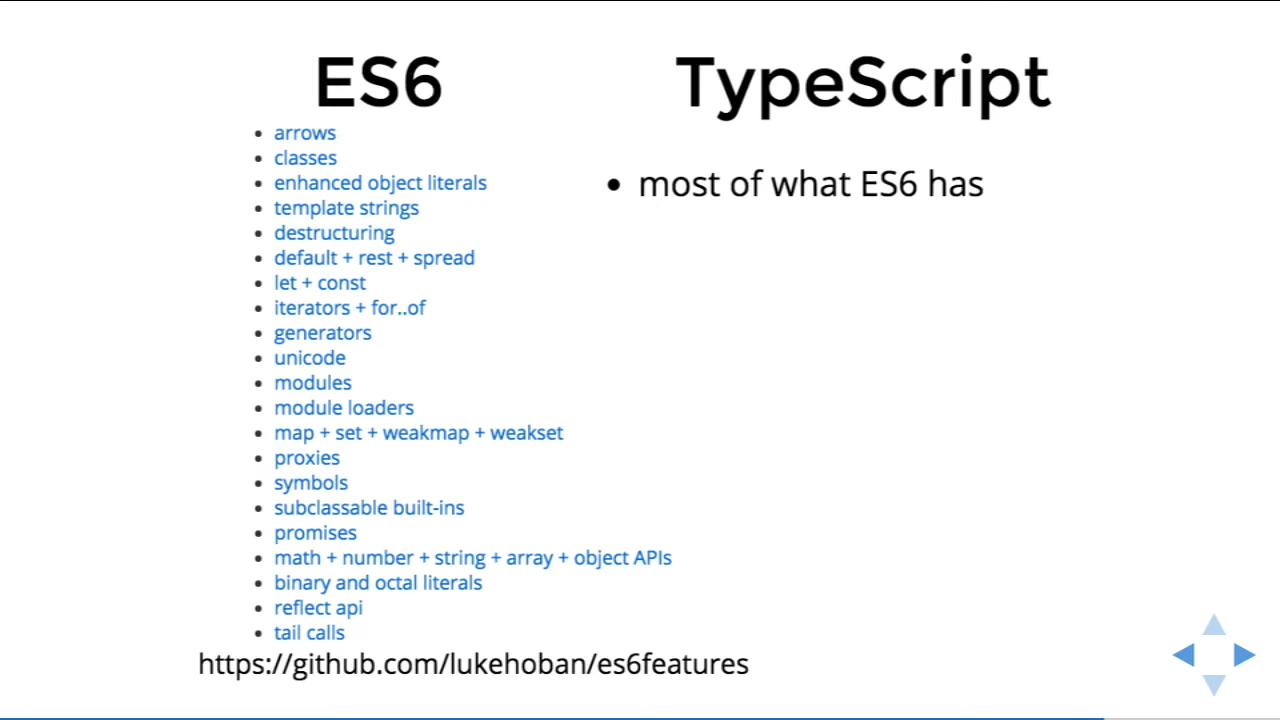 ES6
arrows
classes
enhanced object literals
template strings
destructuring
default + rest + spread
let + const
iterators + for..of
generators
unicode
modules
module loaders
map + set + weakmap + weakset
proxies
symbols
subclassable built-ins
promises
math + number + string + array + object APIs
binary and octal literals
reflect api
tail calls
https://github.com/lukehoban/es6features
TypeScript
most of what ES6 has